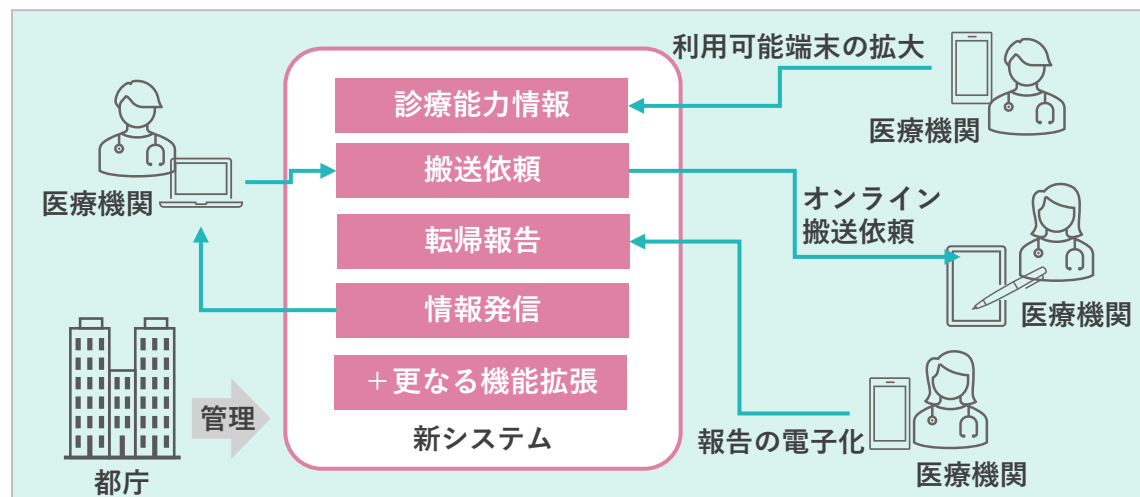 利用可能端末の拡大
診療能力情報
医療機関
搬送依頼
医療機関
オンライン
搬送依頼
転帰報告
情報発信
医療機関
＋更なる機能拡張
管理
新システム
報告の電子化
医療機関
都庁